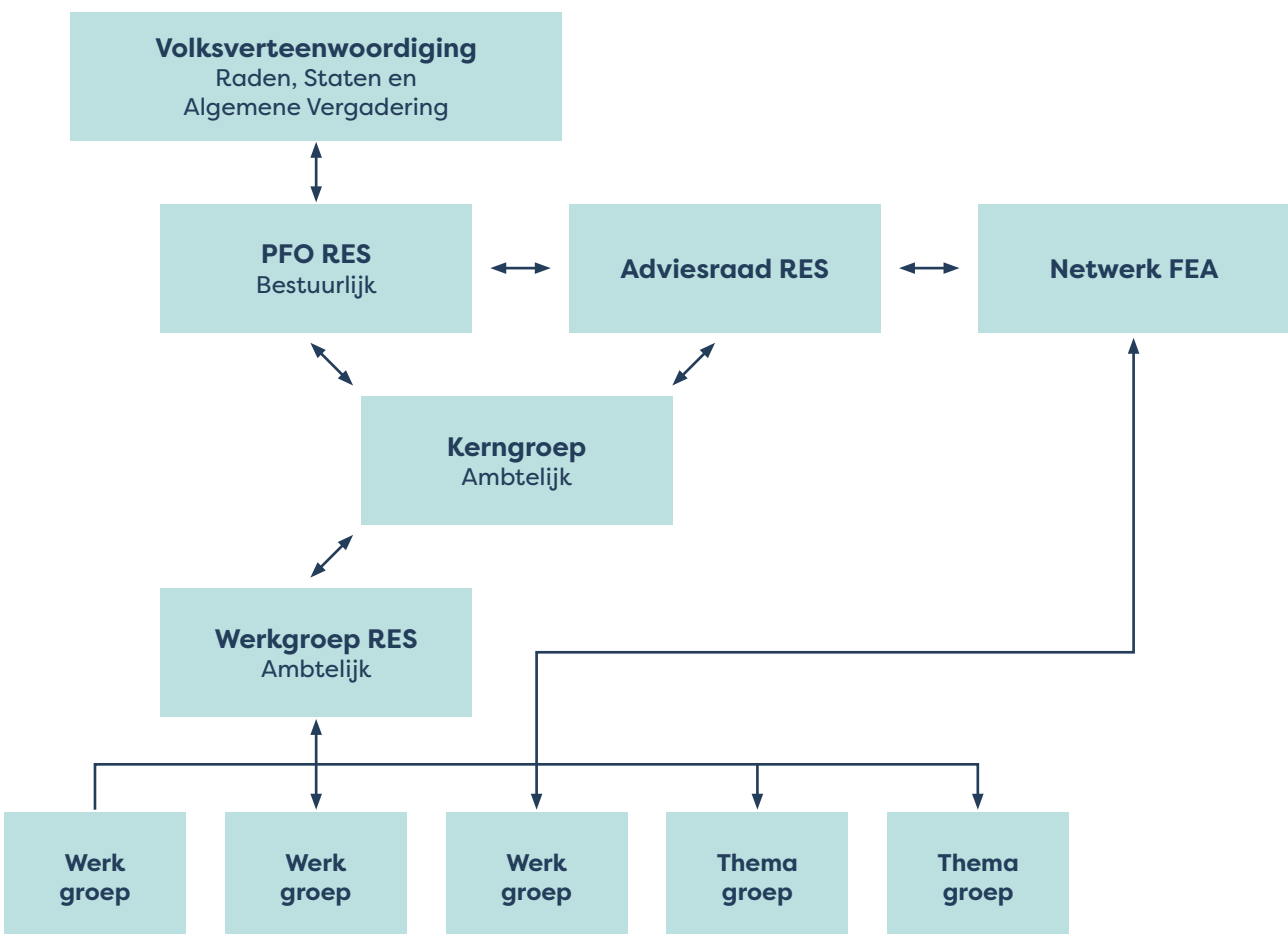 Volksverteenwoordiging
Raden, Staten en
Algemene Vergadering
PFO RES
Bestuurlijk
Adviesraad RES
Netwerk FEA
Kerngroep
Ambtelijk
Werkgroep RES
Ambtelijk
Werk
groep
Werk
groep
Werk
groep
Thema
groep
Thema
groep